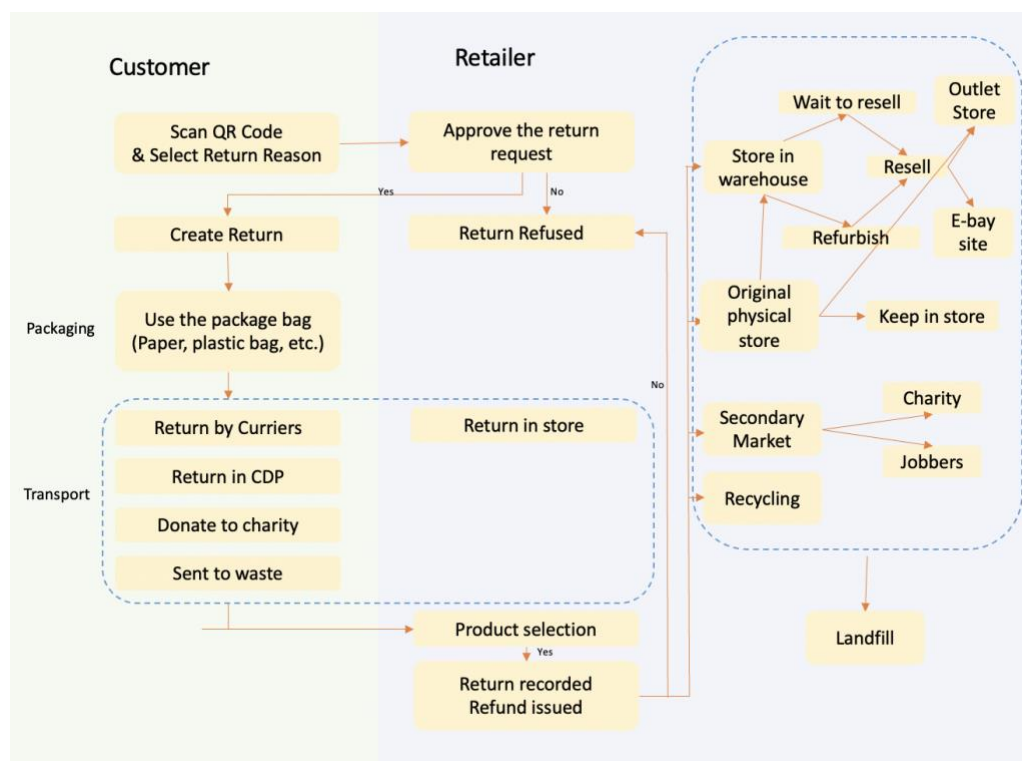 Customer
Retailer
Scan QR Code
& Select Return Reason
Approve the return
request
Yes
No
Create Return
Return Refused
Packaging
Use the package bag
(Paper, plastic bag, etc.)
No
Transport
Return by Curriers
Return in store
Return in CDP
Donate to charity
Sent to waste
Product selection
Yes
Return recorded
Refund issued
Wait to resell
Outlet
Store
Store in
warehouse
Resell
Refurbish
E-bay
site
Original
physical
store
Keep in store
Secondary
Market
Charity
Jobbers
Recycling
Landfill